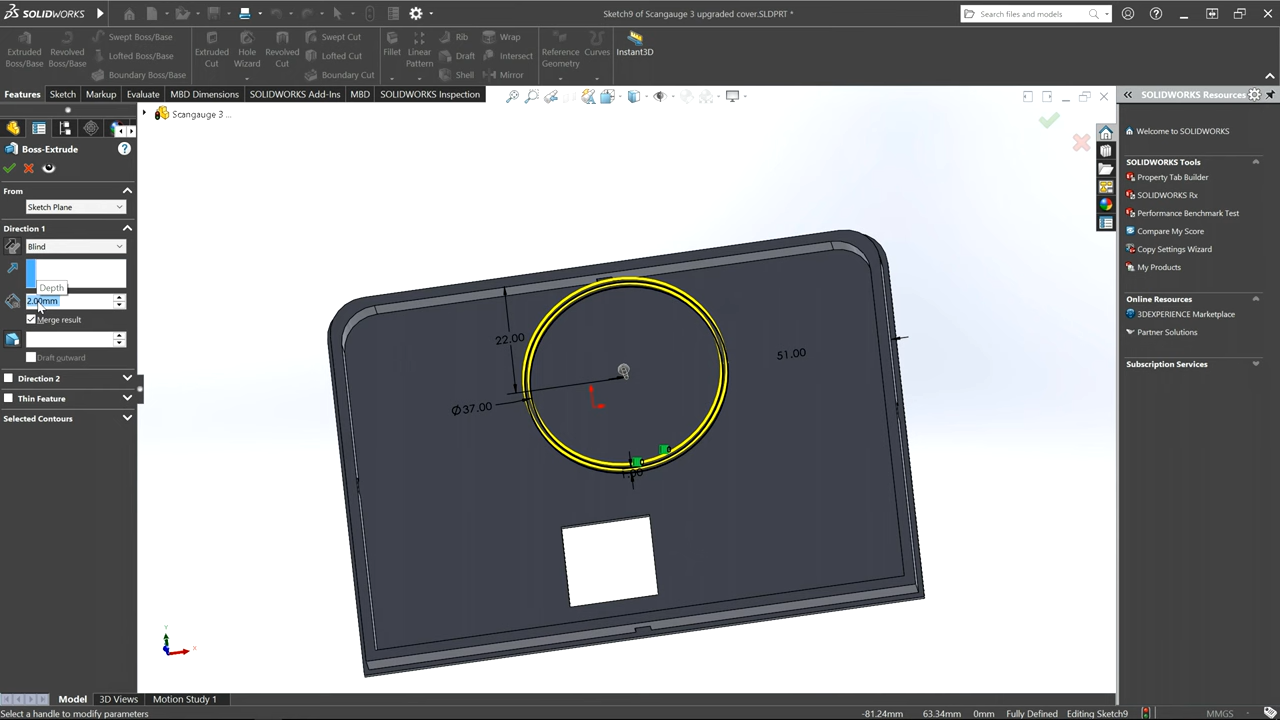 SOLIDWORKS
Sketch9 of Scangauge 3 upgraded cover.SLDPRT *
Search files and models
Extruded Boss/Base
Revolved Boss/Base
Swept Boss/Base
Lofted Boss/Base
Boundary Boss/Base
Extruded Cut
Hole Wizard
Revolved Cut
Swept Cut
Lofted Cut
Boundary Cut
Fillet
Linear Pattern
Rib
Draft
Shell
Wrap
Intersect
Mirror
Reference Geometry
Curves
Instant3D
Features
Sketch
Markup
Evaluate
MBD Dimensions
SOLIDWORKS Add-Ins
MBD
SOLIDWORKS Inspection
Scangauge 3 ...
Boss-Extrude
From
Sketch Plane
Direction 1
Blind
Depth
2.00mm
Merge result
Draft outward
Direction 2
Thin Feature
Selected Contours
22.00
51.00
Ø37.00
Y
X
SOLIDWORKS Resources
Welcome to SOLIDWORKS
SOLIDWORKS Tools
Property Tab Builder
SOLIDWORKS Rx
Performance Benchmark Test
Compare My Score
Copy Settings Wizard
My Products
Online Resources
3DEXPERIENCE Marketplace
Partner Solutions
Subscription Services
Model
3D Views
Motion Study 1
Select a handle to modify parameters
-81.24mm
63.34mm
0mm
Fully Defined
Editing Sketch9
MMGS